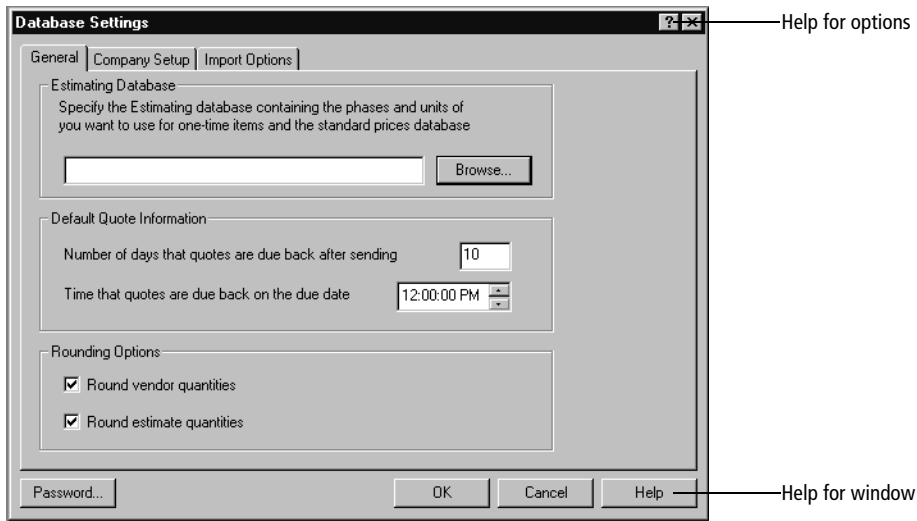 Database Settings
? ×
Help for options
General Company Setup Import Options
Estimating Database
Specify the Estimating database containing the phases and units of
you want to use for one-time items and the standard prices database
Browse...
Default Quote Information
Number of days that quotes are due back after sending 10
Time that quotes are due back on the due date 12:00:00 PM
Rounding Options
Round vendor quantities
Round estimate quantities
Password... OK Cancel Help
Help for window